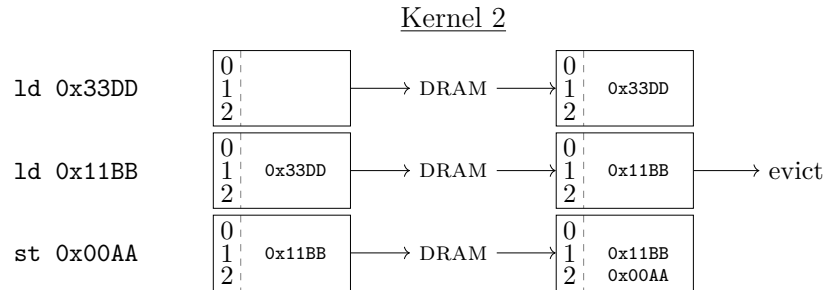 Kernel 2
0
0
ld 0x33DD 1 DRAM 1 0x33DD
2
2
0
0
ld 0x11BB 1 0x33DD DRAM 1 0x11BB evict
2
2
0
0
st 0x00AA 1 0x11BB DRAM 1 0x11BB
2
2 0x00AA